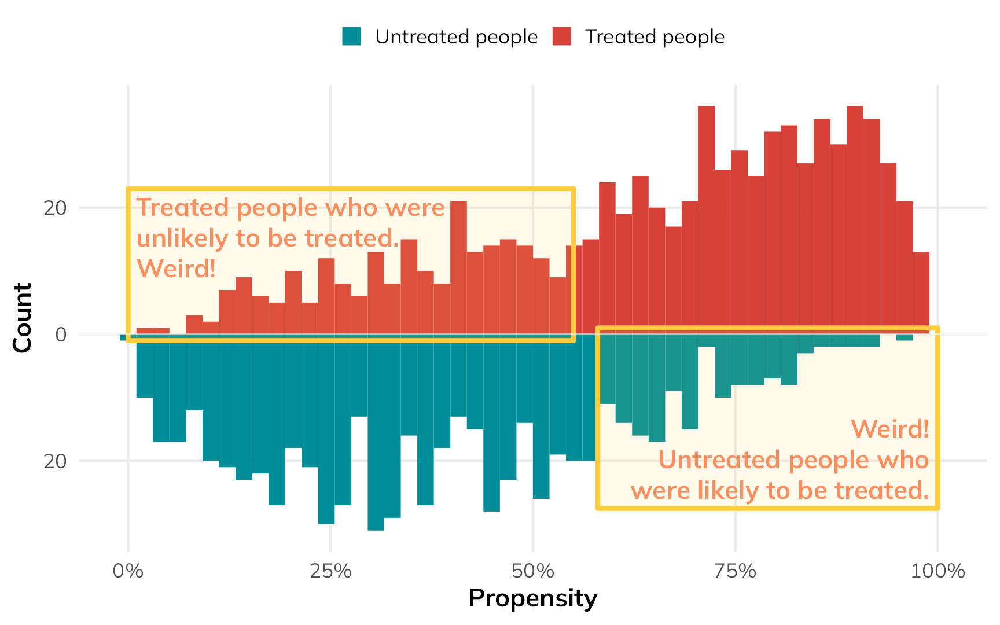 Untreated people Treated people
Treated people who were
unlikely to be treated.
Weird!
20
0
20
Count
Weird!
Untreated people who
were likely to be treated.
0% 25% 50% 75% 100%
Propensity